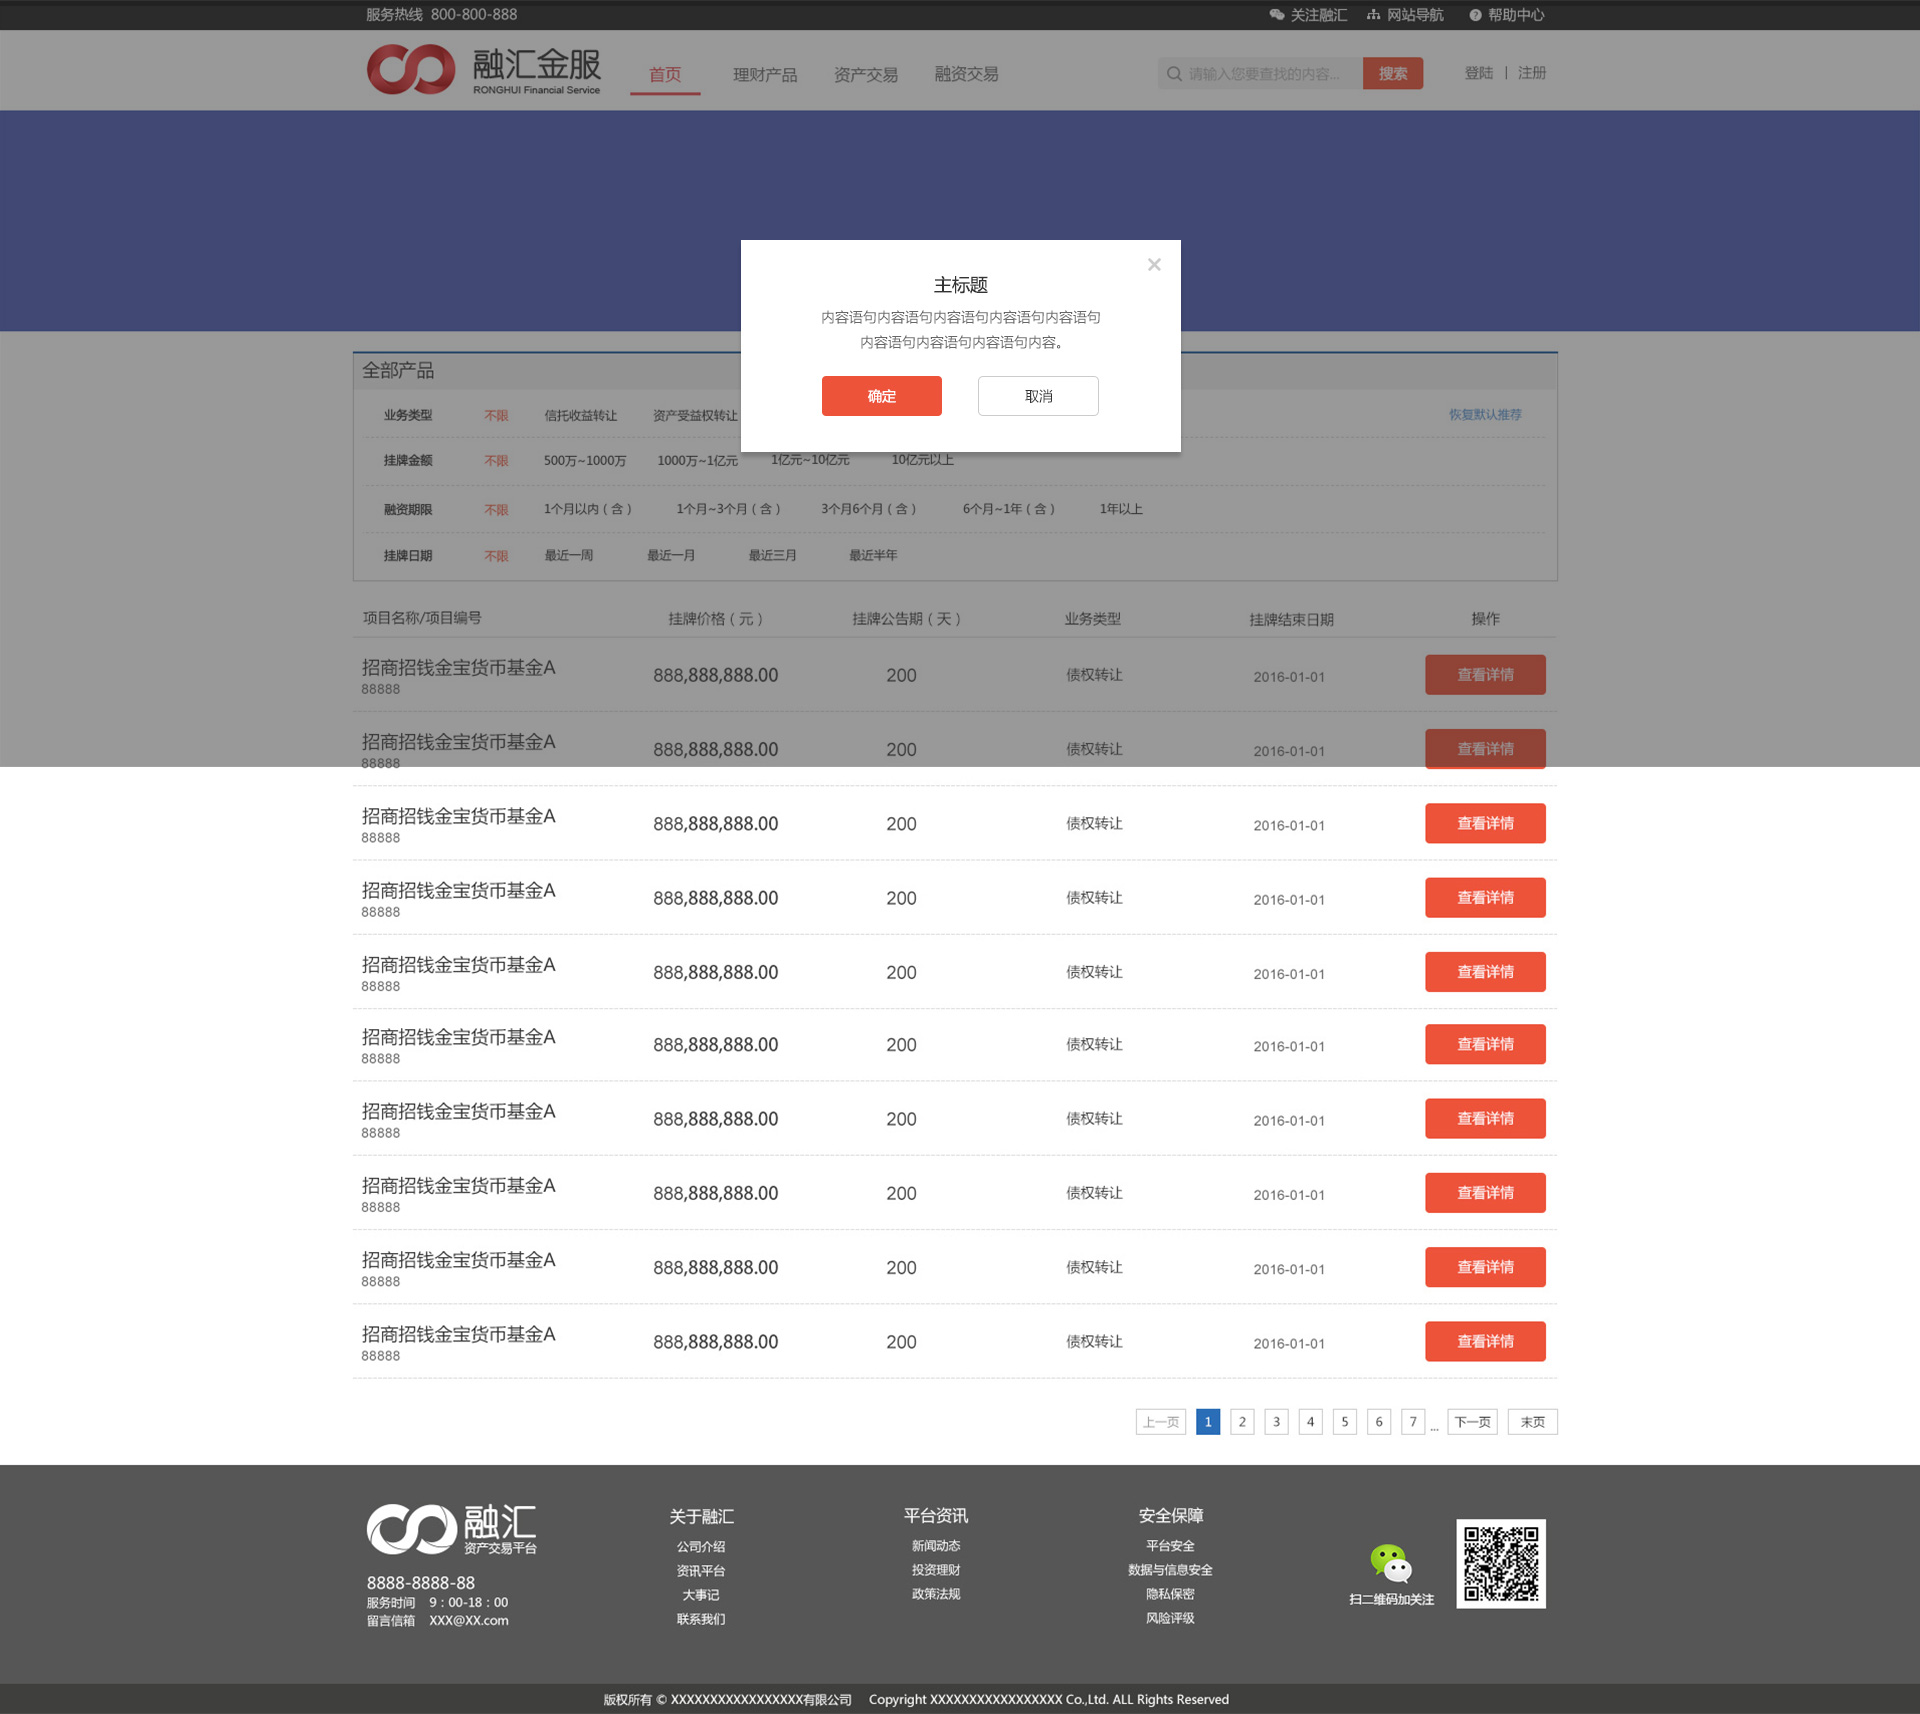 服务热线 800-800-888
关注融汇 网站导航 帮助中心
融汇金服
RONGHUI Financial Service
首页 理财产品 资产交易 融资交易
请输入您要查找的内容... 搜索
登陆 | 注册
主标题
内容语句内容语句内容语句内容语句内容语句
内容语句内容语句内容语句内容。
确定 取消
全部产品
业务类型 不限 信托收益转让 资产受益权转让 恢复默认推荐
挂牌金额 不限 500万~1000万 1000万~1亿元 1亿元~10亿元 10亿元以上
融资期限 不限 1个月以内（含） 1个月~3个月（含） 3个月6个月（含） 6个月~1年（含） 1年以上
挂牌日期 不限 最近一周 最近一月 最近三月 最近半年
项目名称/项目编号 挂牌价格（元） 挂牌公告期（天） 业务类型 挂牌结束日期 操作
招商招钱金宝货币基金A 888,888,888.00 200 债权转让 2016-01-01 查看详情
88888
招商招钱金宝货币基金A 888,888,888.00 200 债权转让 2016-01-01 查看详情
88888
招商招钱金宝货币基金A 888,888,888.00 200 债权转让 2016-01-01 查看详情
88888
招商招钱金宝货币基金A 888,888,888.00 200 债权转让 2016-01-01 查看详情
88888
招商招钱金宝货币基金A 888,888,888.00 200 债权转让 2016-01-01 查看详情
88888
招商招钱金宝货币基金A 888,888,888.00 200 债权转让 2016-01-01 查看详情
88888
招商招钱金宝货币基金A 888,888,888.00 200 债权转让 2016-01-01 查看详情
88888
招商招钱金宝货币基金A 888,888,888.00 200 债权转让 2016-01-01 查看详情
88888
招商招钱金宝货币基金A 888,888,888.00 200 债权转让 2016-01-01 查看详情
88888
招商招钱金宝货币基金A 888,888,888.00 200 债权转让 2016-01-01 查看详情
88888
上一页 1 2 3 4 5 6 7 ... 下一页 末页
融汇
资产交易平台
8888-8888-88
服务时间 9：00-18：00
留言信箱 XXX@XX.com
关于融汇
公司介绍
资讯平台
大事记
联系我们
平台资讯
新闻动态
投资理财
政策法规
安全保障
平台安全
数据与信息安全
隐私保密
风险评级
扫二维码加关注
版权所有 © XXXXXXXXXXXXXXXXX有限公司 Copyright XXXXXXXXXXXXXXXXX Co.,Ltd. ALL Rights Reserved